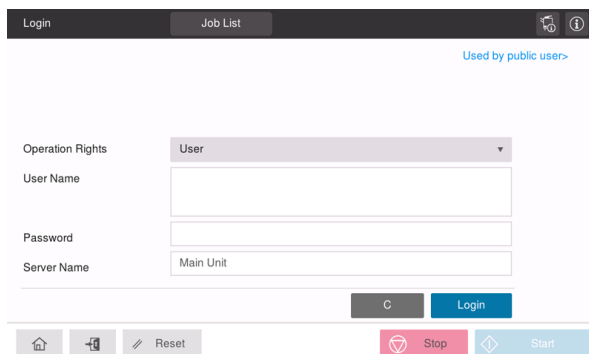 Login
Job List
Used by public user>
Operation Rights
User
User Name
Password
Server Name
Main Unit
C
Login
Reset
Stop
Start